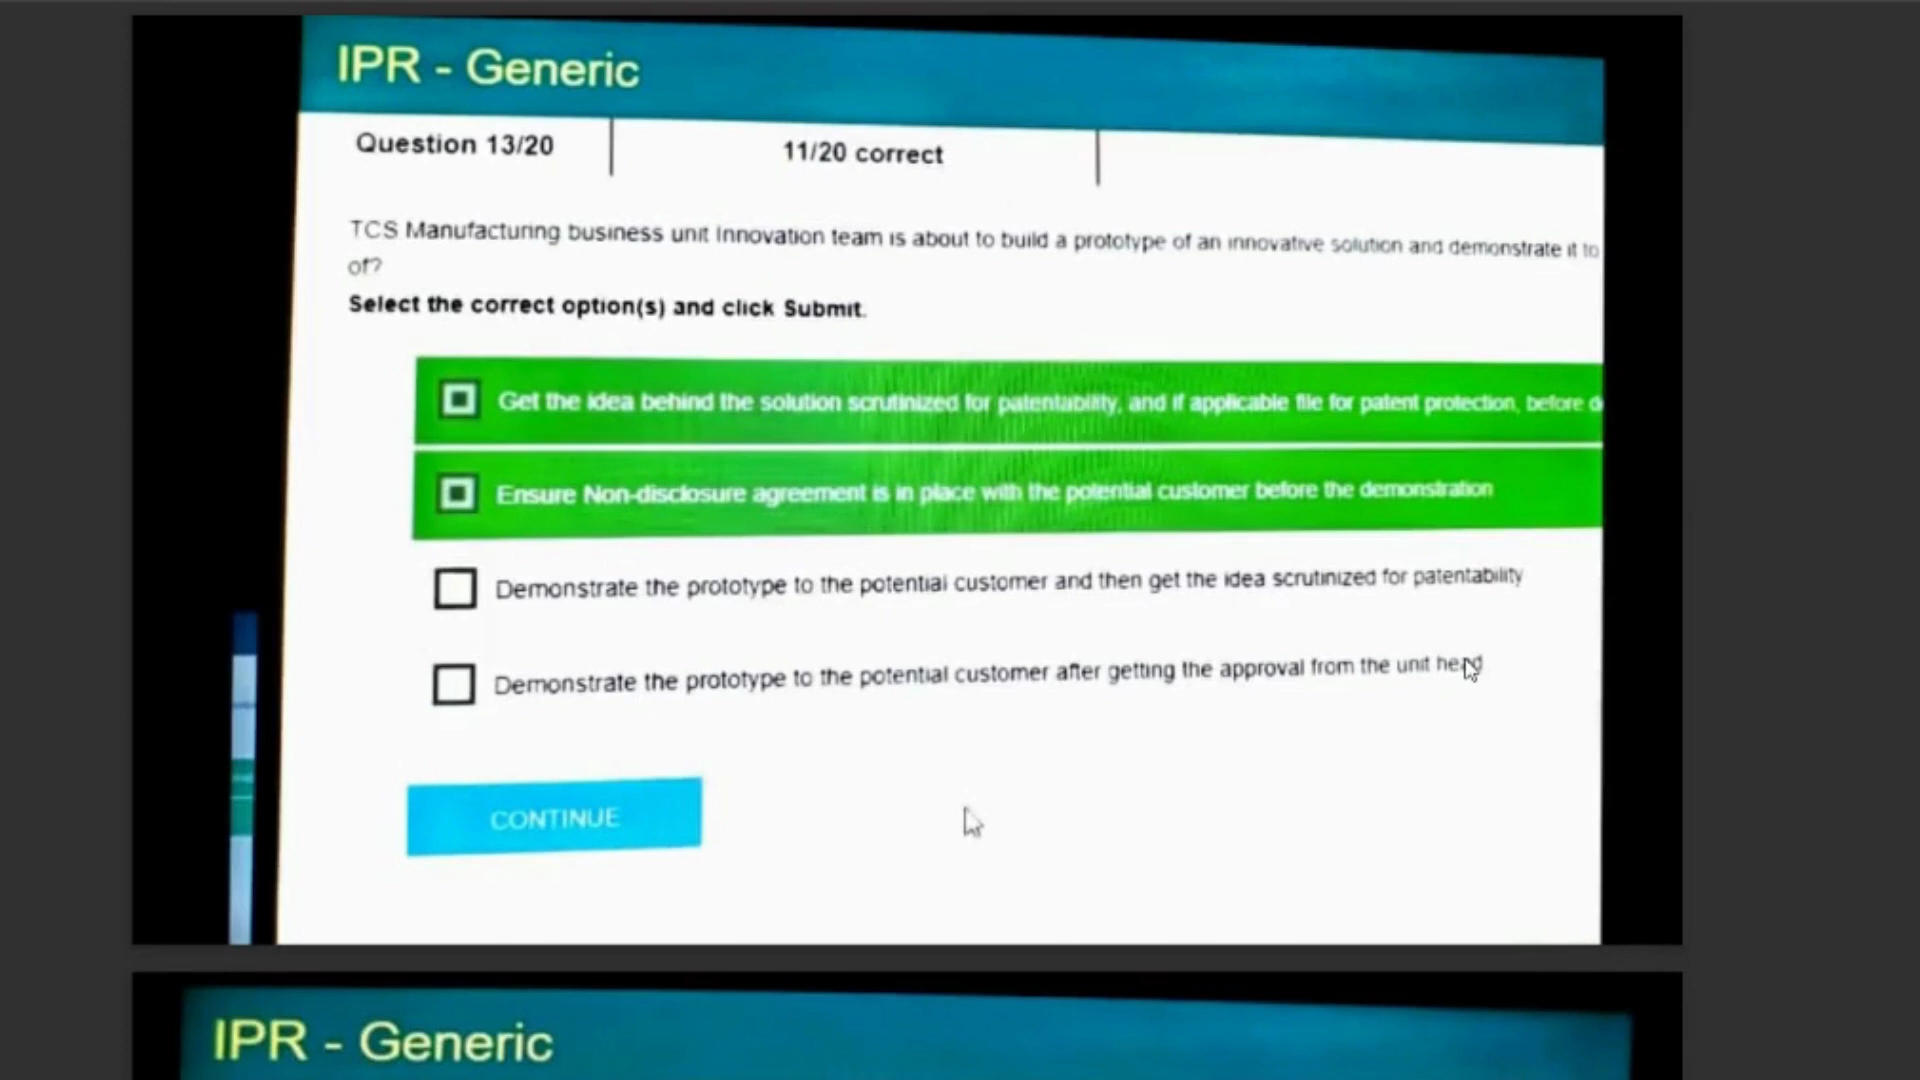 IPR - Generic
Question 13/20
11/20 correct
TCS Manufacturing business unit Innovation team is about to build a prototype of an innovative solution and demonstrate it to
of?
Select the correct option(s) and click Submit.
Get the idea behind the solution scrutinized for patentability, and if applicable file for patent protection, before
Ensure Non-disclosure agreement is in place with the potential customer before the demonstration
Demonstrate the prototype to the potential customer and then get the idea scrutinized for patentability
Demonstrate the prototype to the potential customer after getting the approval from the unit head
CONTINUE
IPR - Generic